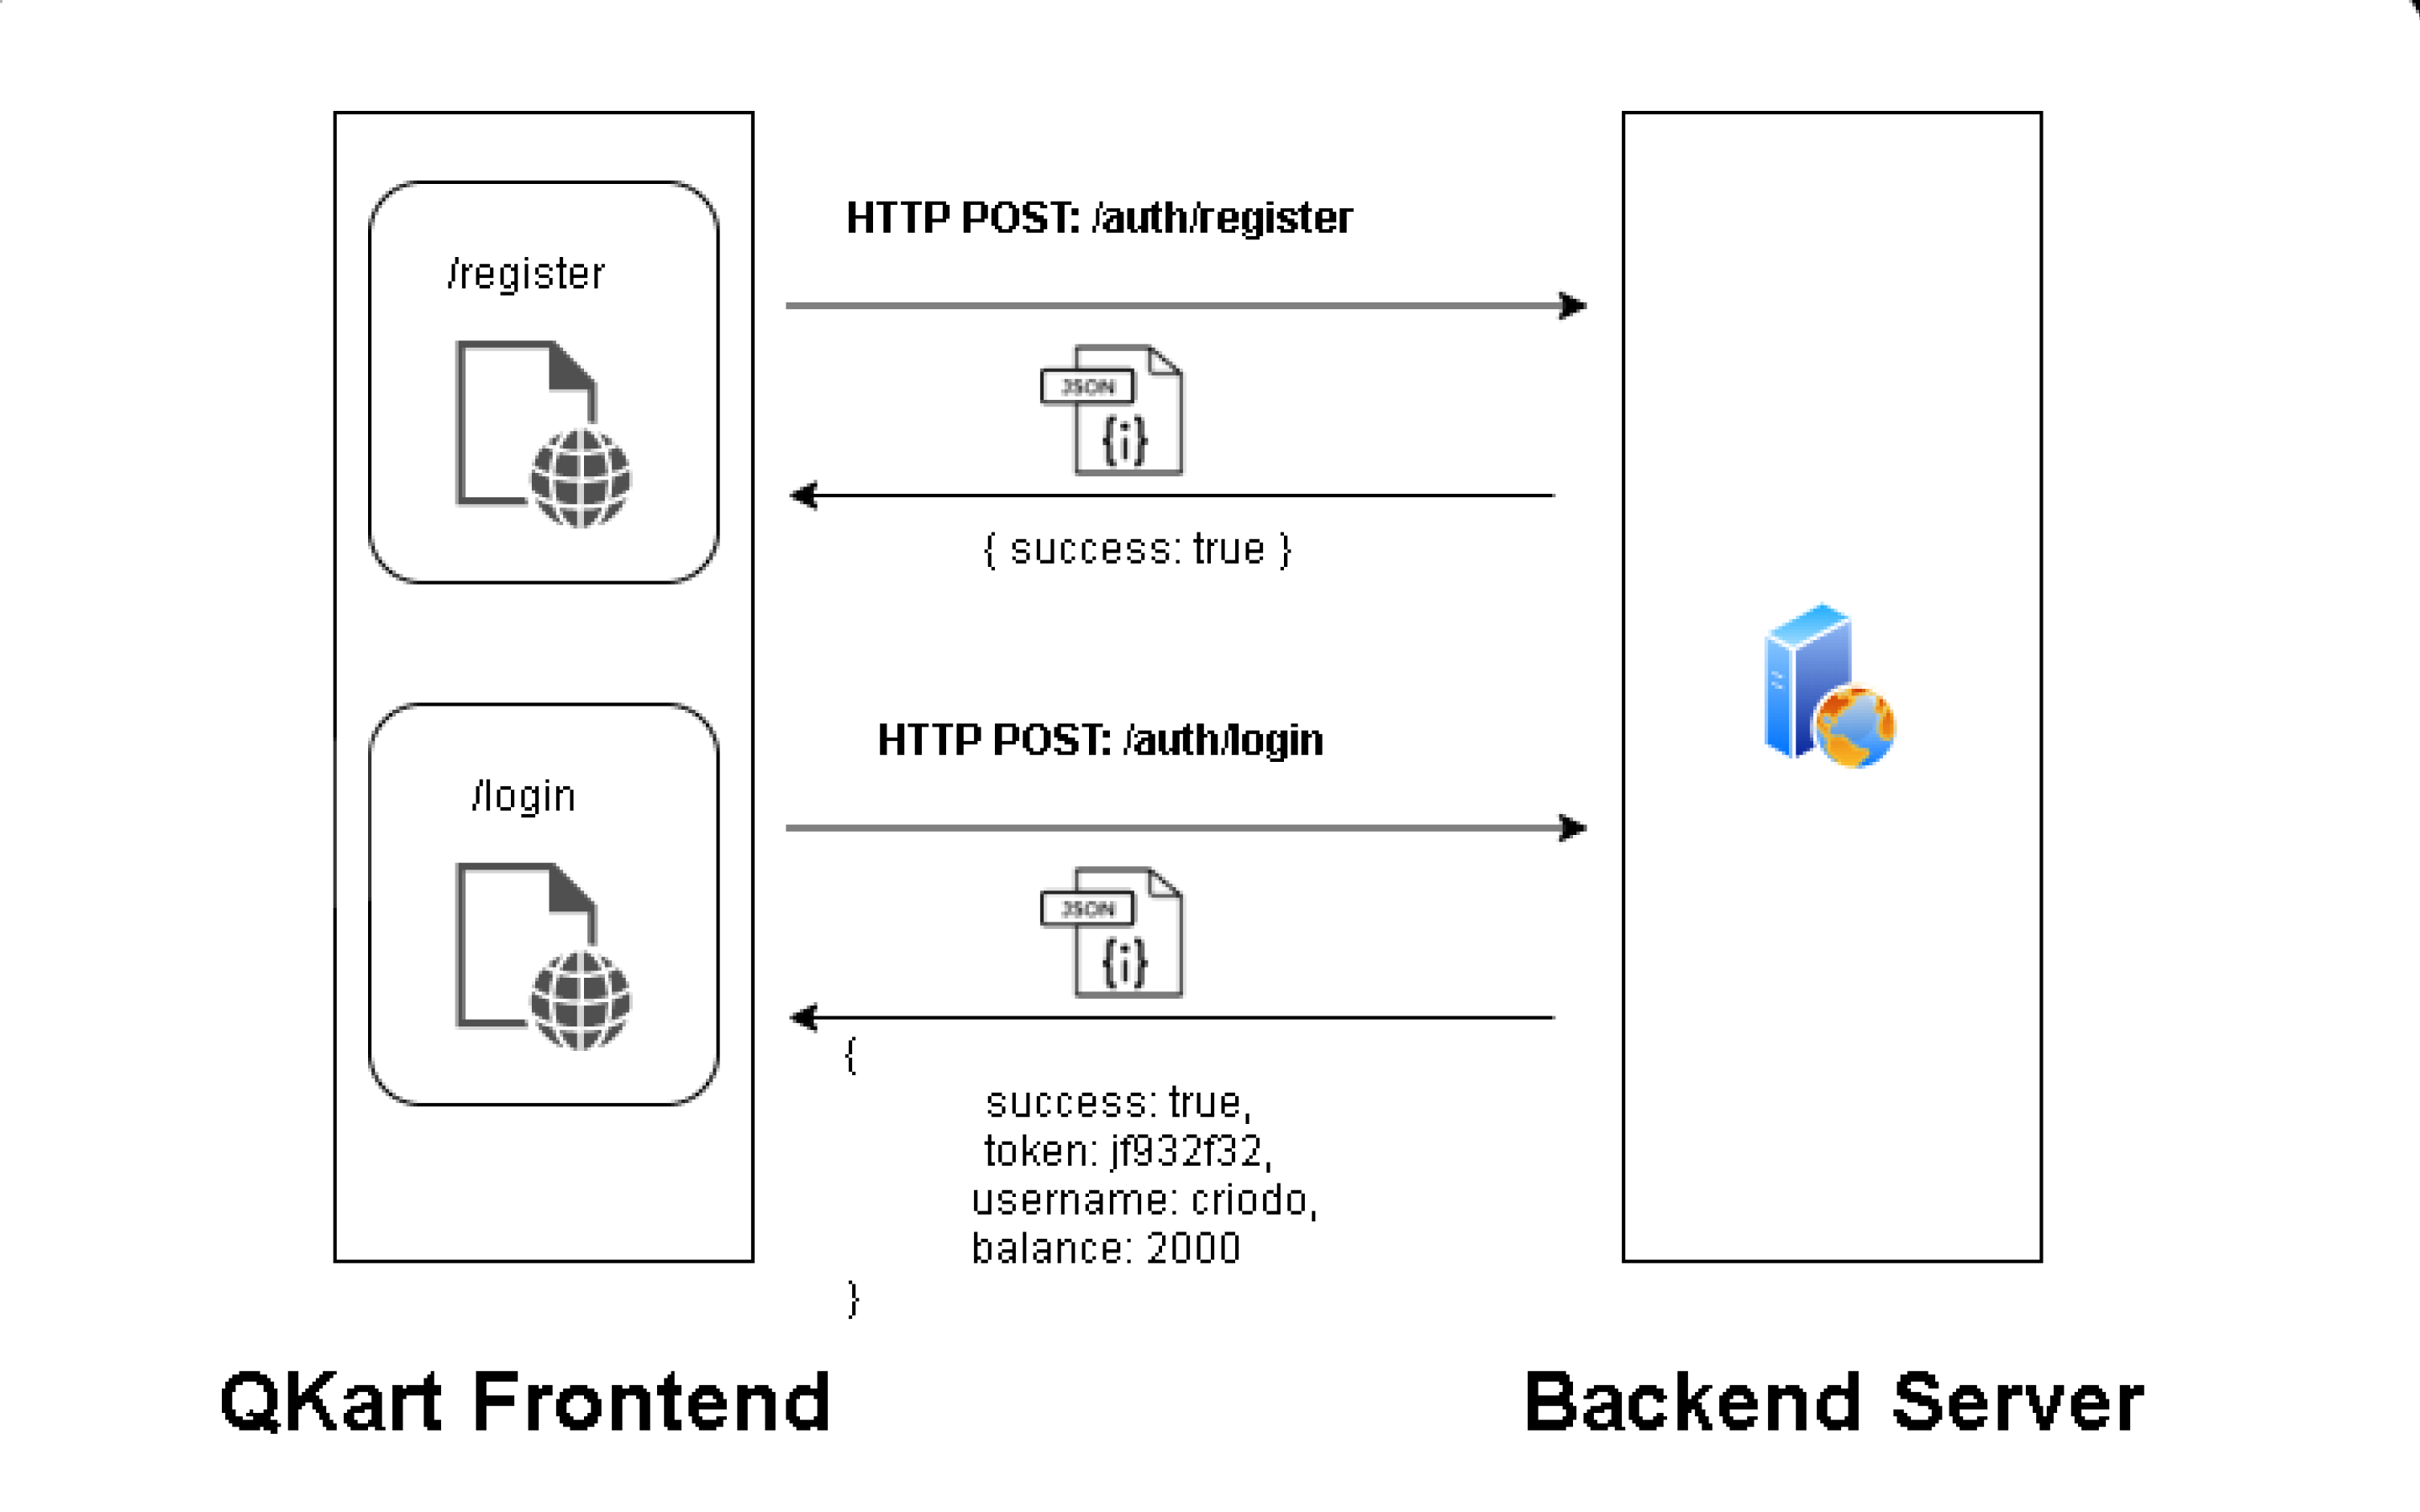 HTTP POST: /auth/register
/register
JSON
{i}
{ success: true }
HTTP POST: /auth/login
/login
JSON
{i}
{
success: true,
token: jf932f32,
username: criodo,
balance: 2000
}
QKart Frontend
Backend Server